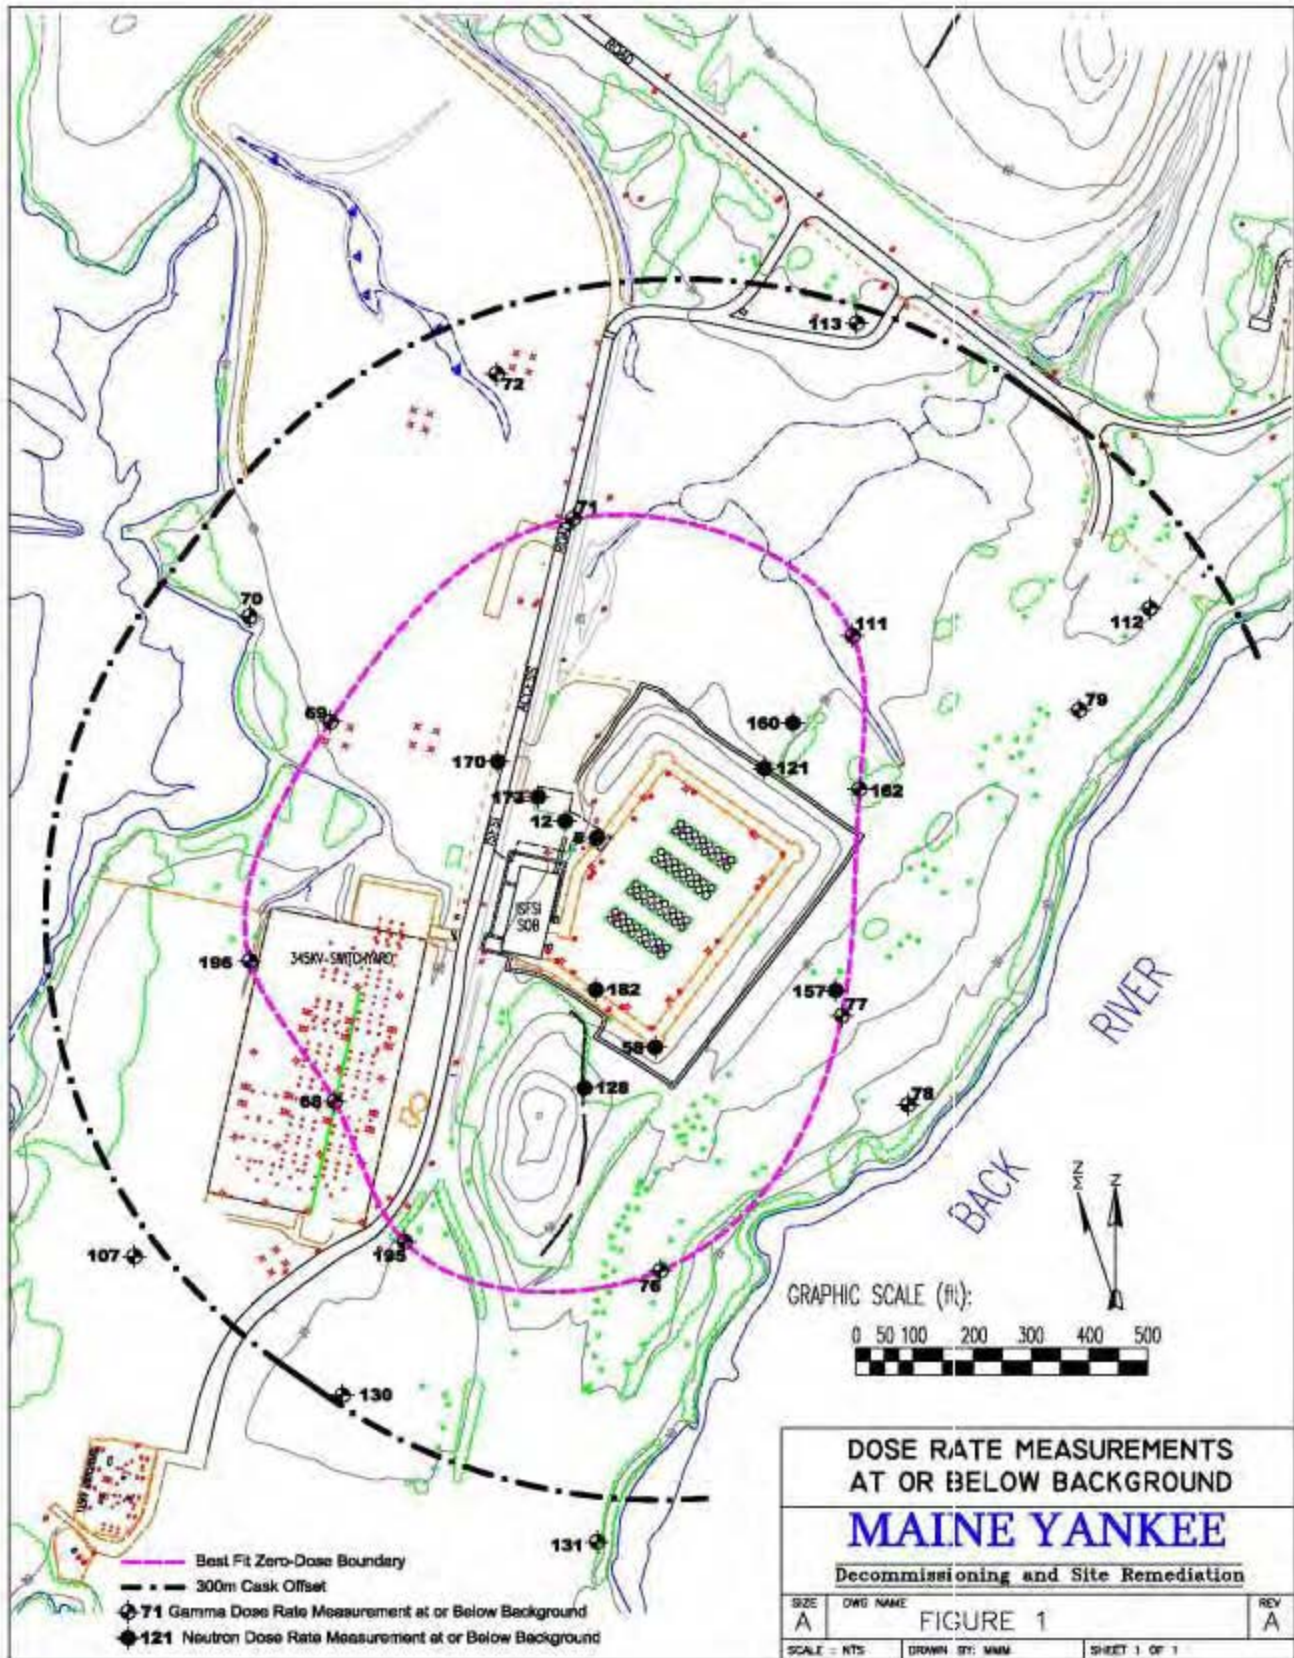 ROAD
113
72
71
ROAD
70
111
112
69
79
160
170
121
ACCESS
162
173
12
ISFSI
ISFSI
SOB
345KV-SWITCHYARD
196
182
157
77
RIVER
58
128
78
68
BACK
N
107
195
76
GRAPHIC SCALE (ft):
0 50 100 200 300 400 500
130
131
DOSE RATE MEASUREMENTS
AT OR BELOW BACKGROUND
MAINE YANKEE
Decommissioning and Site Remediation
SIZE
A
DWG NAME
FIGURE 1
REV
A
SCALE : NTS
DRAWN BY: MMM
SHEET 1 OF 1
Best Fit Zero-Dose Boundary
300m Cask Offset
71 Gamma Dose Rate Measurement at or Below Background
121 Neutron Dose Rate Measurement at or Below Background